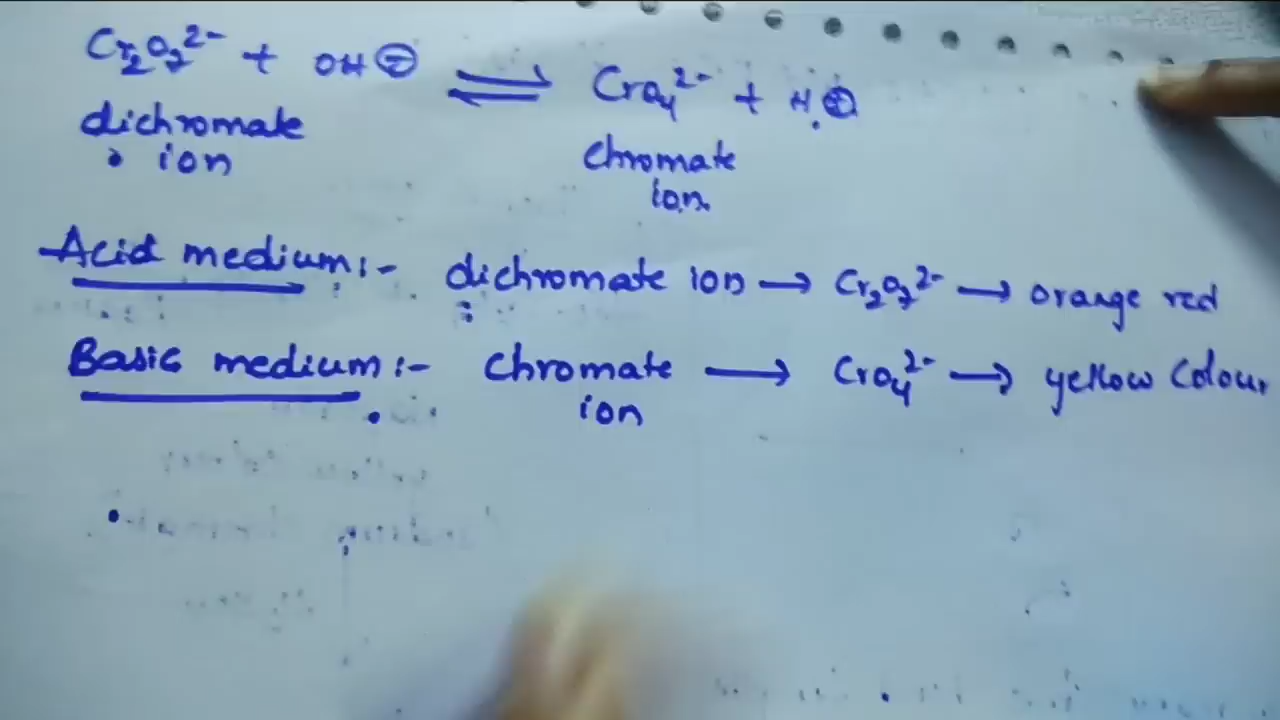 Cr₂O₇²⁻ + OH⊖ ⇌ CrO₄²⁻ + H⊕
dichromate ion
chromate ion
Acid medium:- dichromate ion → Cr₂O₇²⁻ → orange red
Basic medium:- chromate ion → CrO₄²⁻ → yellow colour